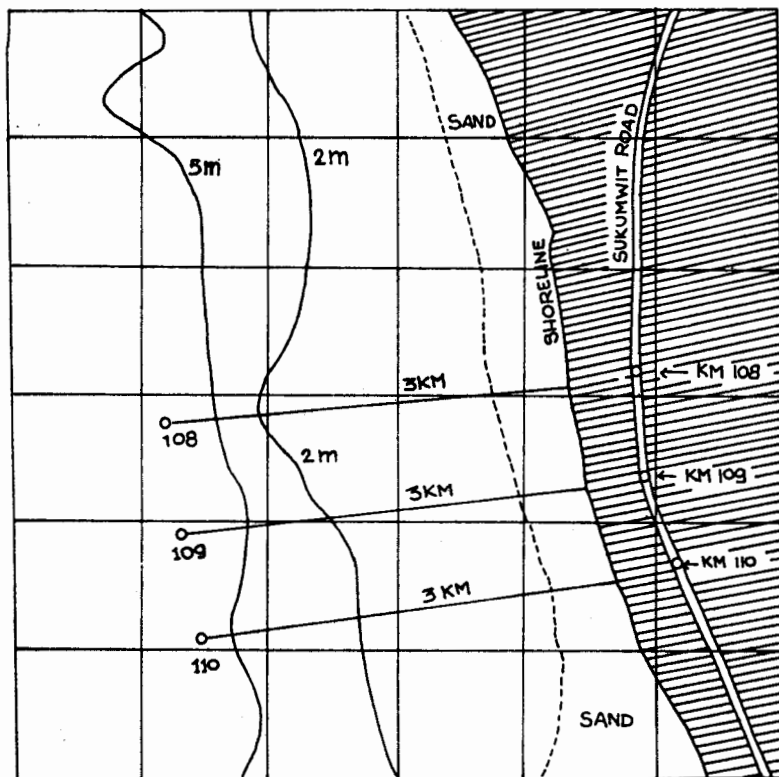 SAND
5m
2m
SUKUMWIT ROAD
SHORELINE
3KM
KM 108
108
2m
3KM
KM 109
109
3 KM
KM 110
110
SAND